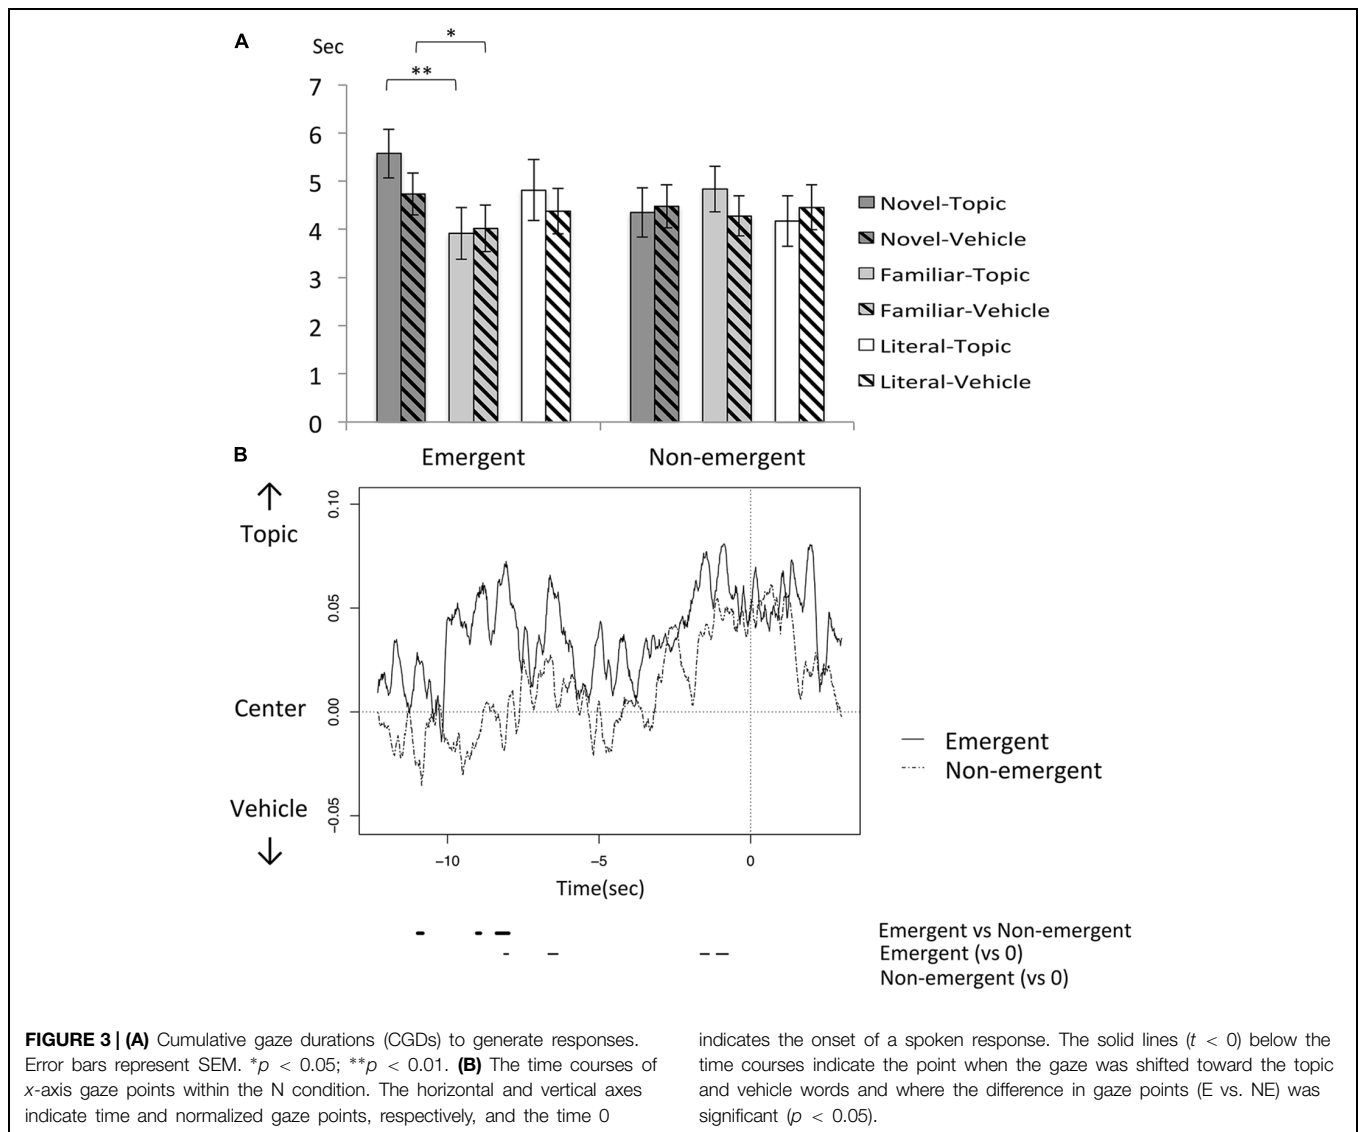 A
Sec
*
**
7
6
5
4
3
2
1
0
Emergent
Non-emergent
Novel-Topic
Novel-Vehicle
Familiar-Topic
Familiar-Vehicle
Literal-Topic
Literal-Vehicle
B
Topic
Center
Vehicle
0.10
0.05
0.00
−0.05
−10
−5
0
Time(sec)
Emergent
Non-emergent
Emergent vs Non-emergent
Emergent (vs 0)
Non-emergent (vs 0)
FIGURE 3 | (A) Cumulative gaze durations (CGDs) to generate responses.
Error bars represent SEM. *p < 0.05; **p < 0.01. (B) The time courses of
x-axis gaze points within the N condition. The horizontal and vertical axes
indicate time and normalized gaze points, respectively, and the time 0
indicates the onset of a spoken response. The solid lines (t < 0) below the
time courses indicate the point when the gaze was shifted toward the topic
and vehicle words and where the difference in gaze points (E vs. NE) was
significant (p < 0.05).